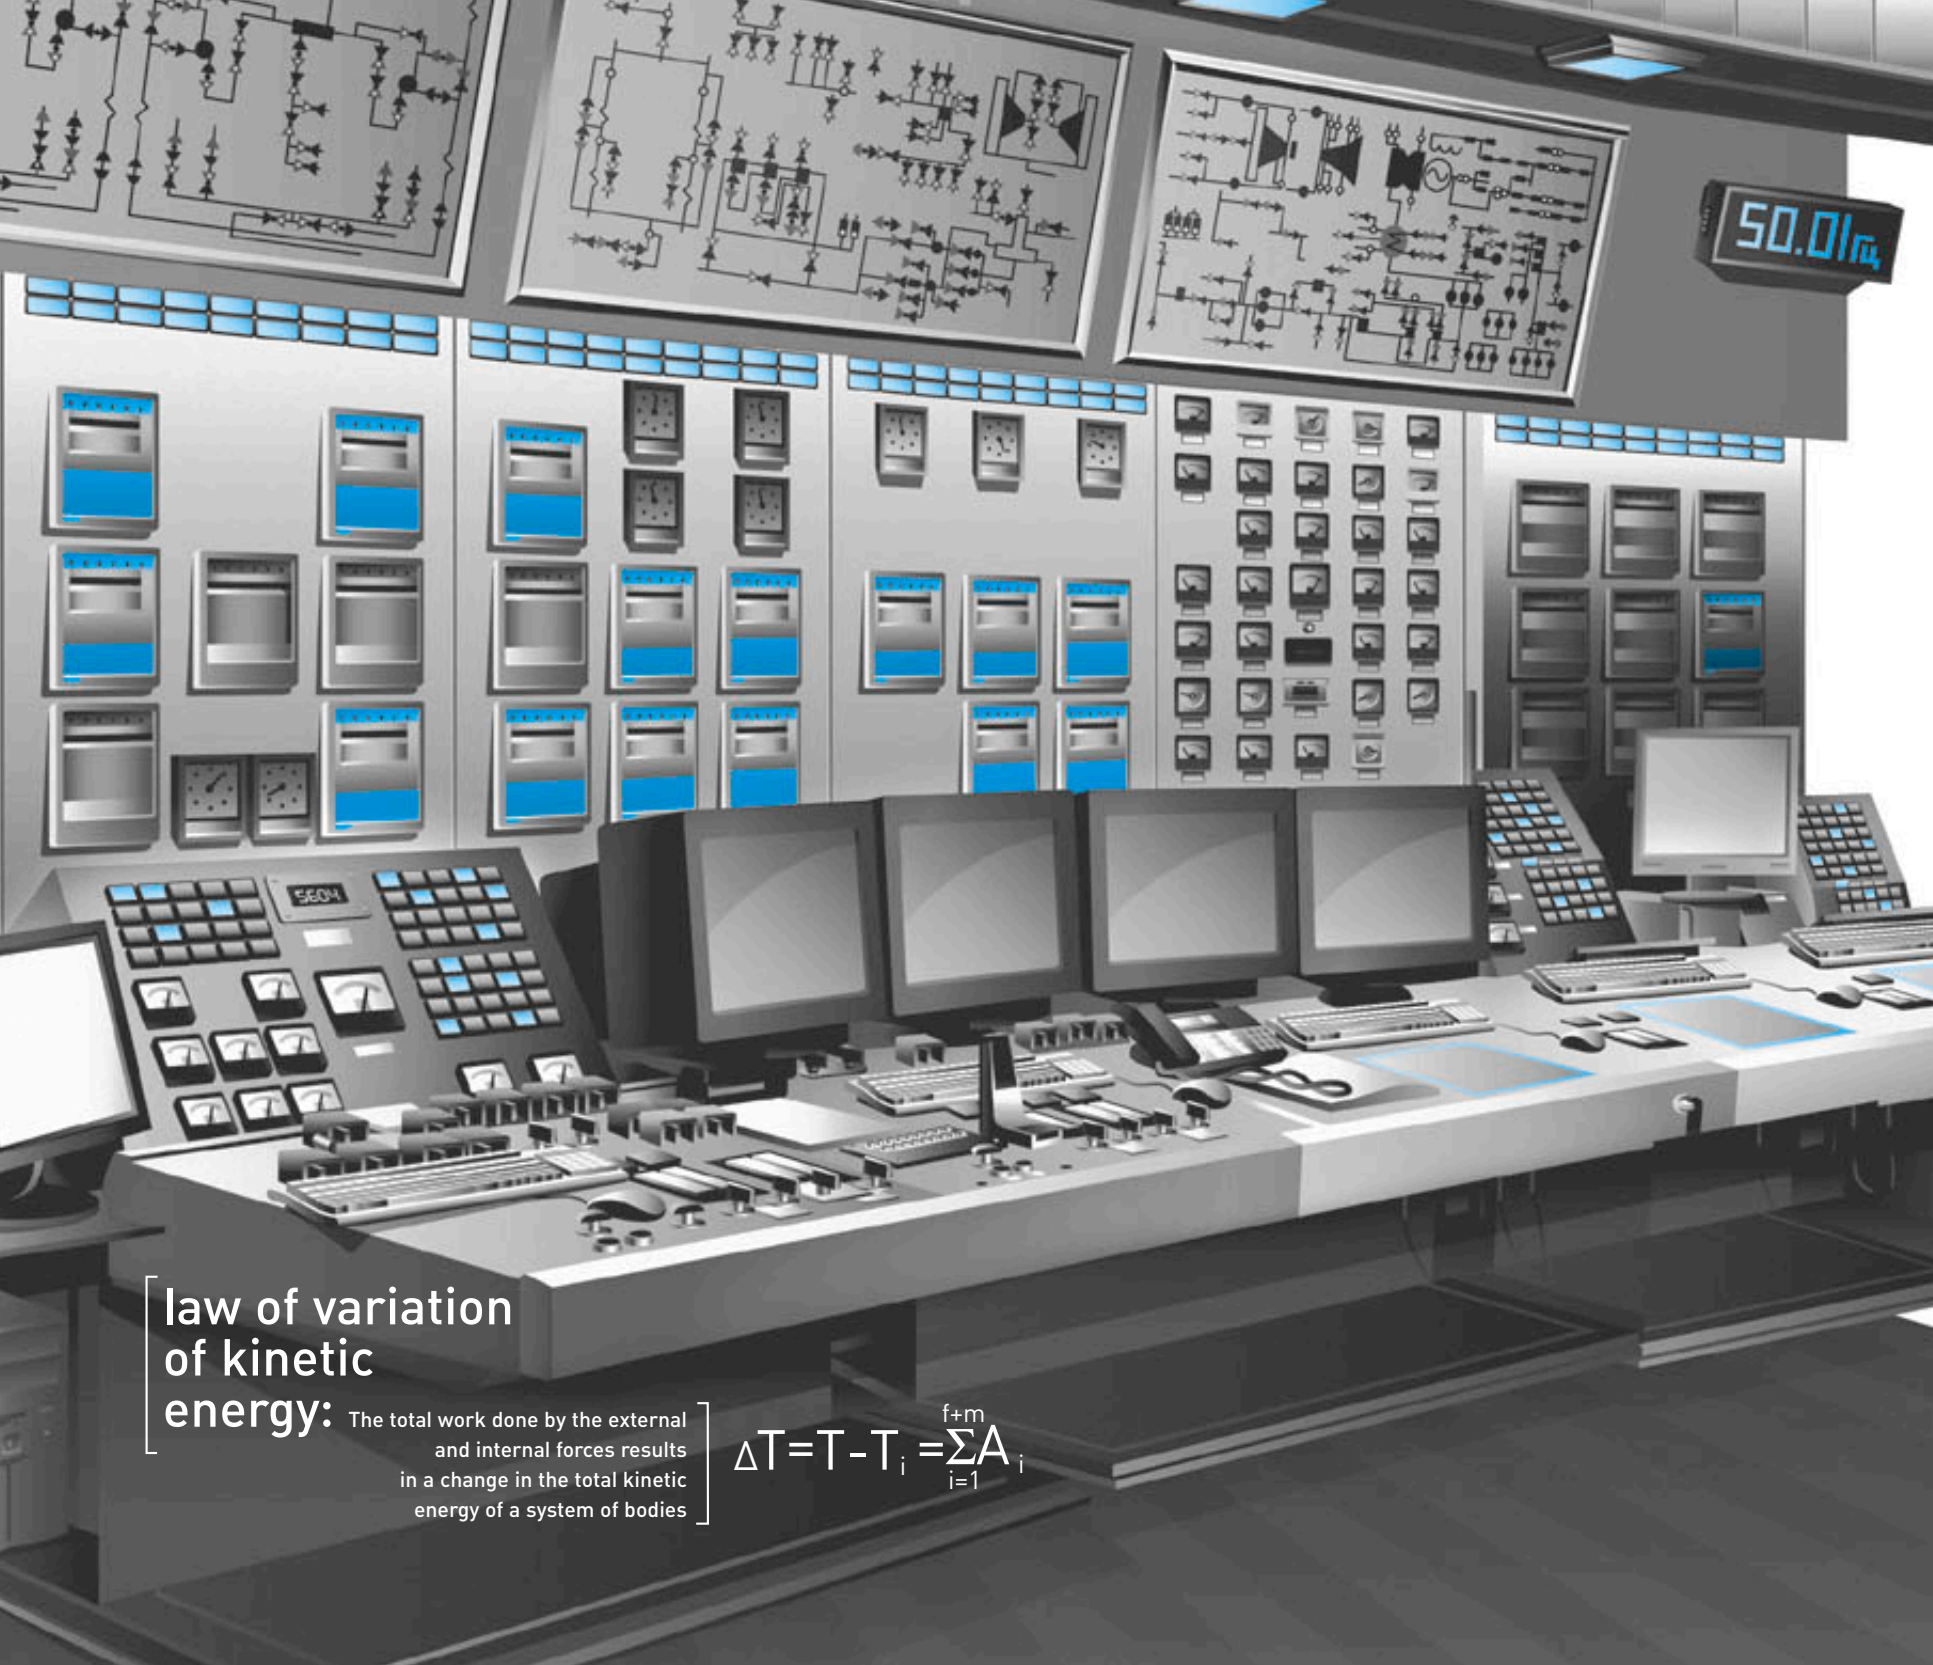 50.01гц
5604
law of variation
of kinetic
energy: The total work done by the external
and internal forces results
in a change in the total kinetic
energy of a system of bodies
ΔT=T-Tᵢ=
f+m
ΣAᵢ
i=1